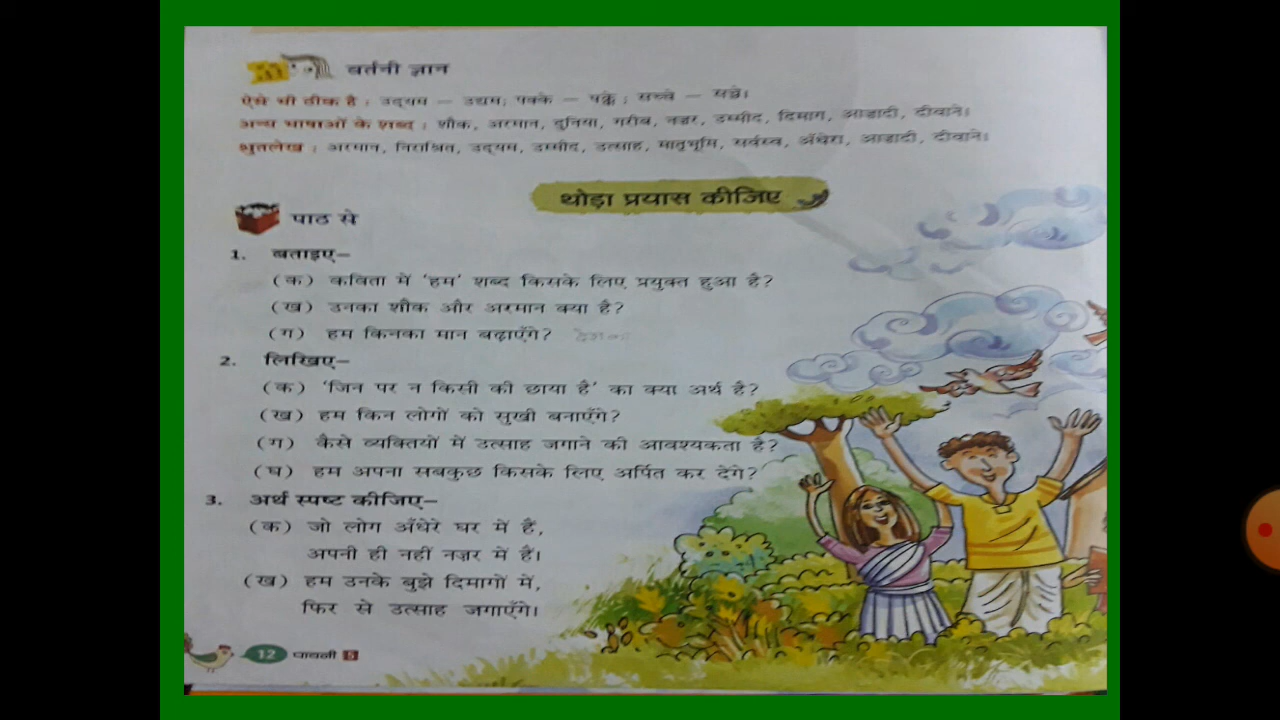 वर्तनी ज्ञान
ऐसे भी ठीक है : उद्यम – उद्यम; पक्के – पक्के ; सच्चे – सच्चे।
अन्य भाषाओं के शब्द : शौक, अरमान, दुनिया, गरीब, नज़र, उम्मीद, दिमाग, आज़ादी, दीवाने।
श्रुतलेख : अरमान, निराश्रित, उद्यम, उम्मीद, उत्साह, मातृभूमि, सर्वस्व, अँधेरा, आज़ादी, दीवाने।
थोड़ा प्रयास कीजिए
पाठ से
1. बताइए–
(क) कविता में ‘हम’ शब्द किसके लिए प्रयुक्त हुआ है?
(ख) उनका शौक और अरमान क्या है?
(ग) हम किनका मान बढ़ाएँगे? देश का
2. लिखिए–
(क) ‘जिन पर न किसी की छाया है’ का क्या अर्थ है?
(ख) हम किन लोगों को सुखी बनाएँगे?
(ग) कैसे व्यक्तियों में उत्साह जगाने की आवश्यकता है?
(घ) हम अपना सबकुछ किसके लिए अर्पित कर देंगे?
3. अर्थ स्पष्ट कीजिए–
(क) जो लोग अँधेरे घर में हैं,
अपनी ही नहीं नज़र में हैं।
(ख) हम उनके बुझे दिमागों में,
फिर से उत्साह जगाएँगे।
12 पावनी 5